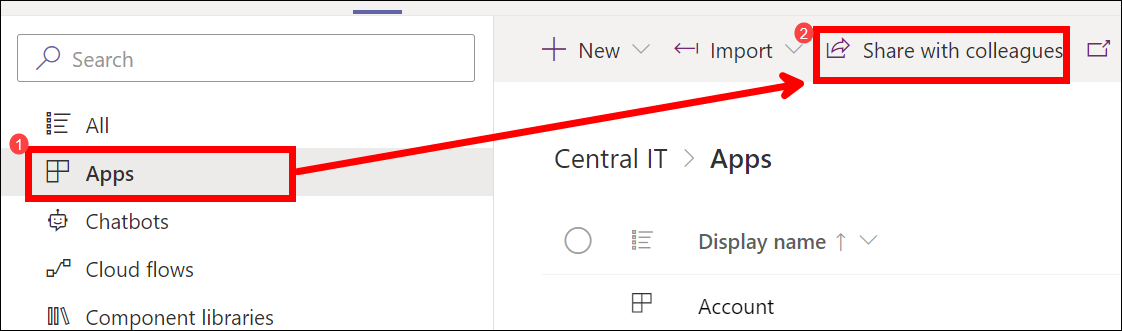 Search
All
1
Apps
Chatbots
Cloud flows
Component libraries
New
Import
2
Share with colleagues
Central IT > Apps
Display name ↑
Account